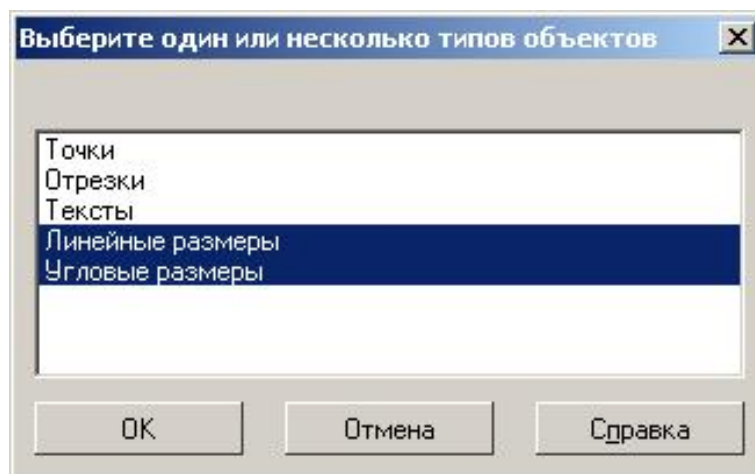 Выберите один или несколько типов объектов
Точки
Отрезки
Тексты
Линейные размеры
Угловые размеры
OK
Отмена
Справка